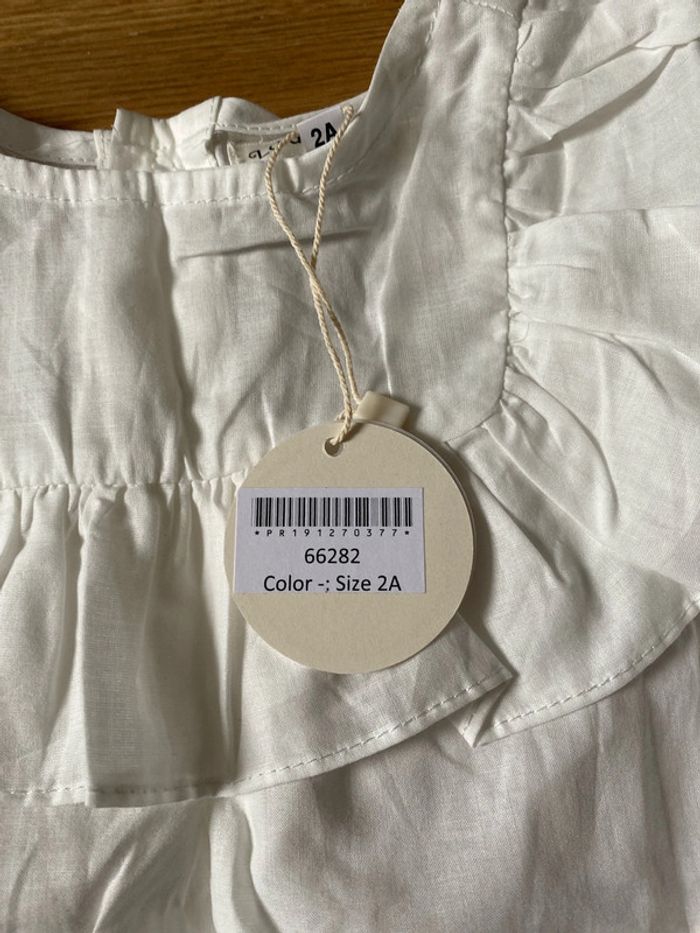 2A
*PR191270377*
66282
Color -; Size 2A